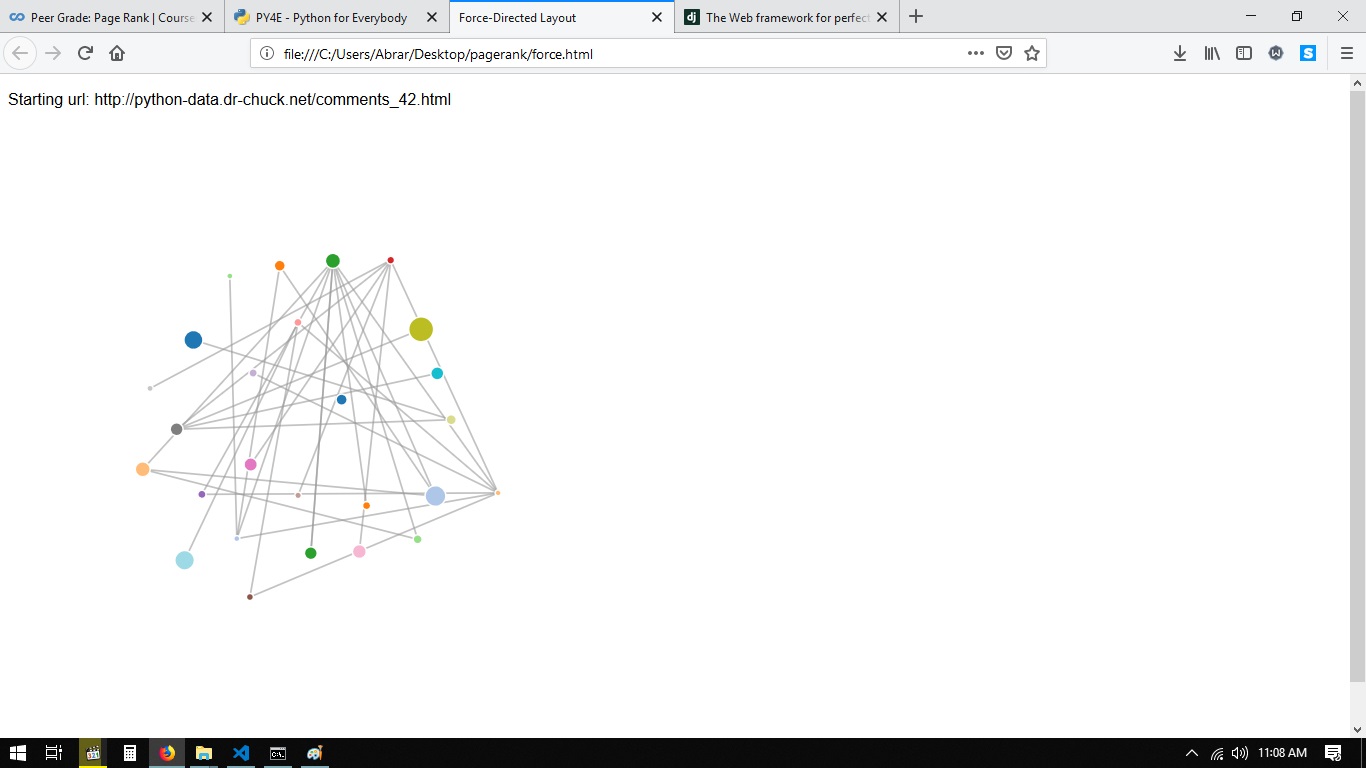 Peer Grade: Page Rank | Course
PY4E - Python for Everybody
Force-Directed Layout
dj
The Web framework for perfect
file:///C:/Users/Abrar/Desktop/pagerank/force.html
S
Starting url: http://python-data.dr-chuck.net/comments_42.html
C:\.
11:08 AM